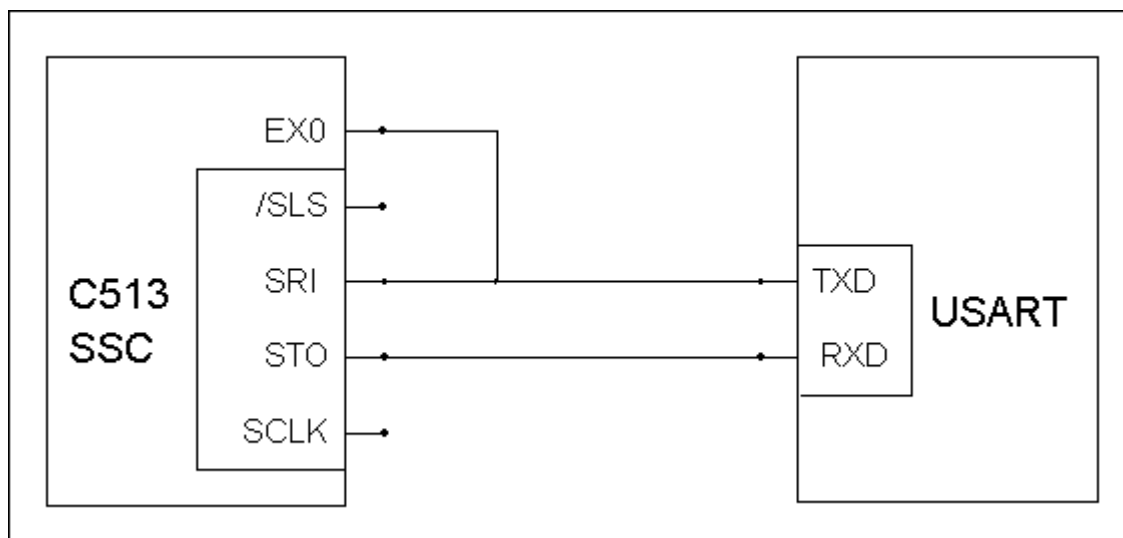 EX0
/SLS
SRI
STO
SCLK
C513
SSC
TXD
RXD
USART